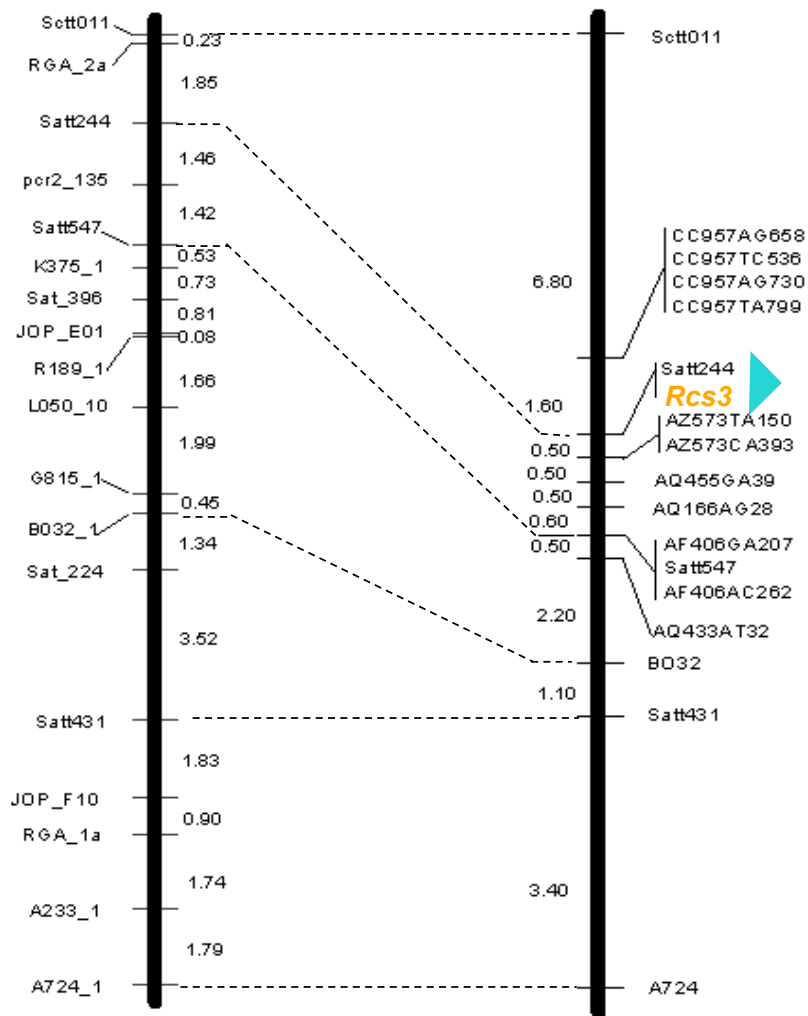 Sctt011
RGA_2a
Satt244
pcr2_135
Satt547
K375_1
Sat_396
JOP_E01
R189_1
L050_10
G815_1
B032_1
Sat_224
Satt431
JOP_F10
RGA_1a
A233_1
A724_1
0.23
1.85
1.46
1.42
0.53
0.73
0.81
0.08
1.66
1.99
0.45
1.34
3.52
1.83
0.90
1.74
1.79
6.80
1.60
0.50
0.50
0.50
0.60
0.50
2.20
1.10
3.40
Sctt011
CC957AG658
CC957TC536
CC957AG730
CC957TA799
Satt244
Rcs3
AZ573TA150
AZ573CA393
AQ455GA39
AQ166AG28
AF406GA207
Satt547
AF406AC262
AQ433AT32
BO32
Satt431
A724